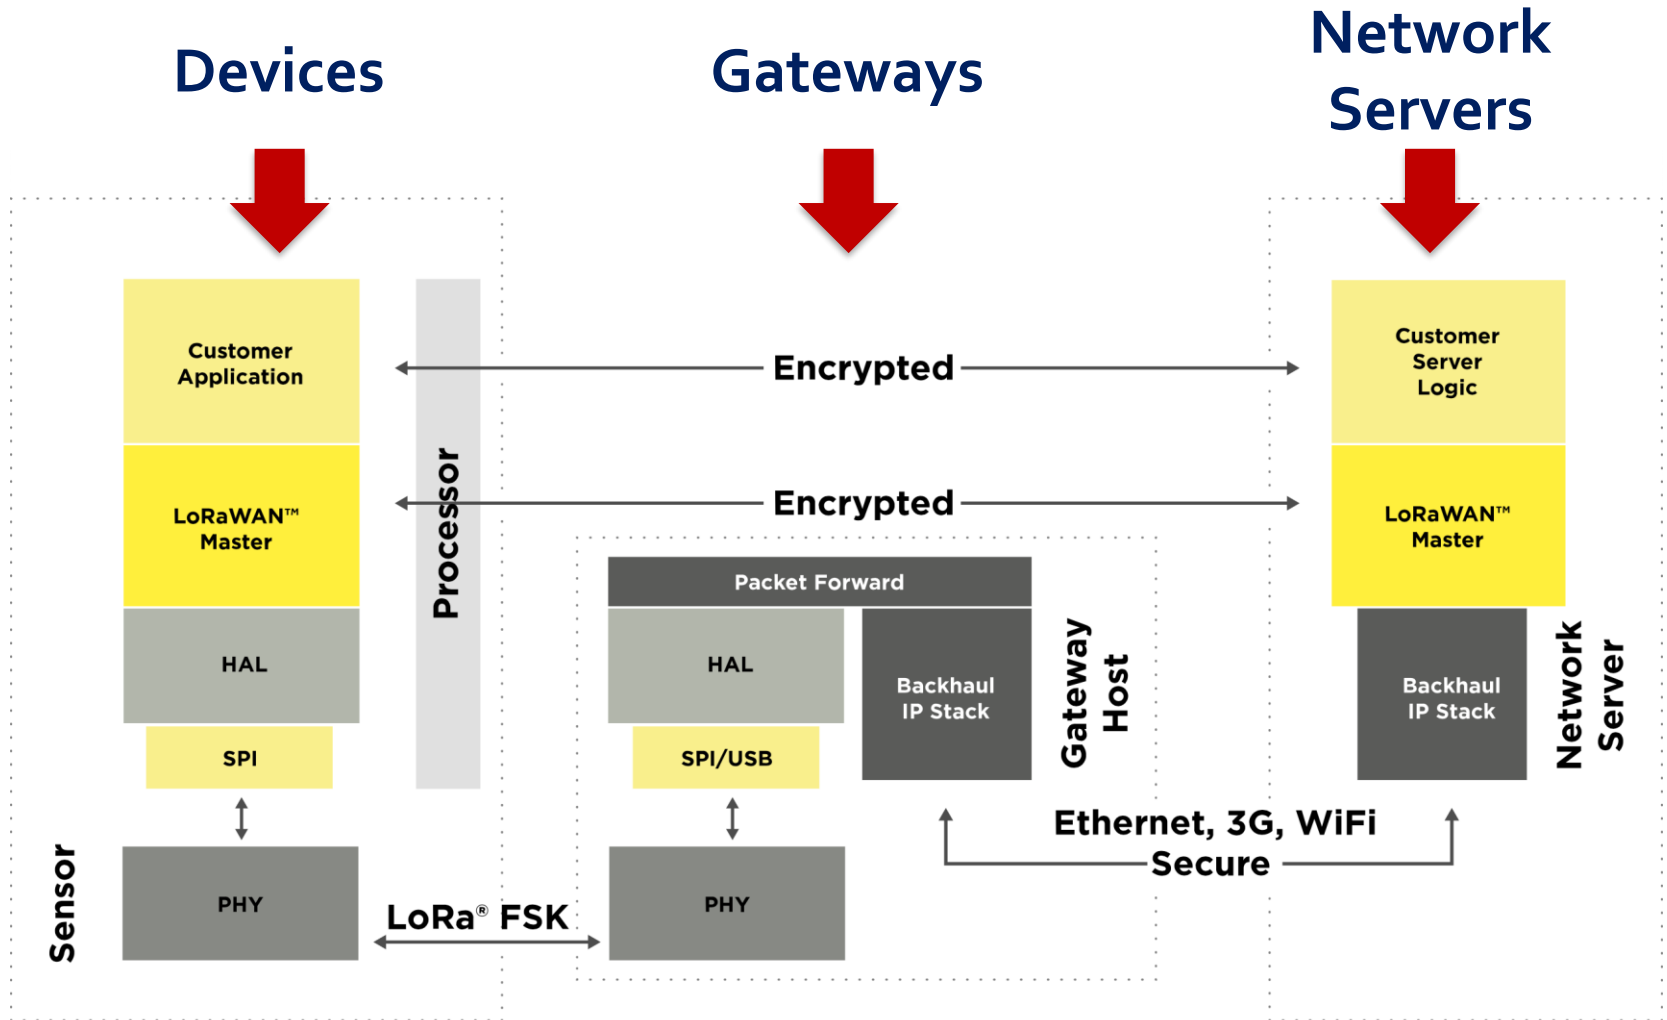 Devices
Gateways
Network
Servers
Customer
Application
LoRaWAN™
Master
HAL
SPI
PHY
Sensor
Processor
Encrypted
Encrypted
LoRa® FSK
Packet Forward
HAL
SPI/USB
PHY
Backhaul
IP Stack
Gateway
Host
Ethernet, 3G, WiFi
Secure
Customer
Server
Logic
LoRaWAN™
Master
Backhaul
IP Stack
Network
Server